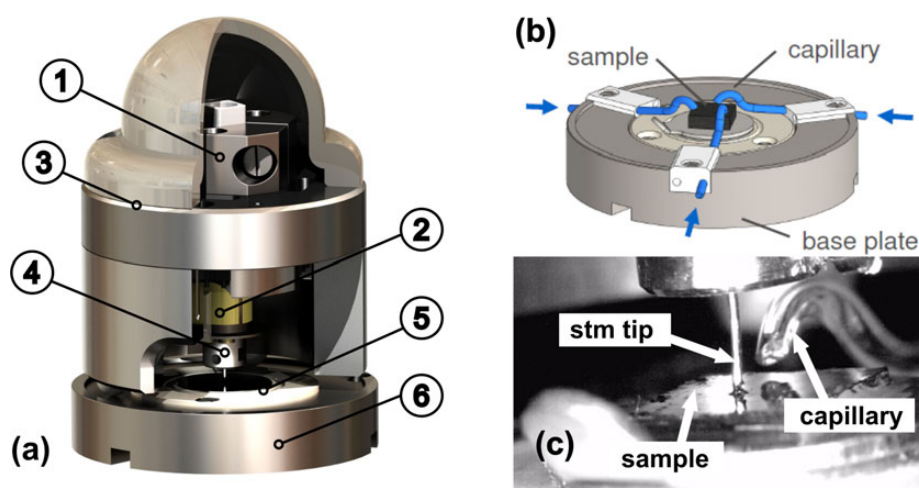 (a)
1
2
3
4
5
6
(b)
sample
capillary
base plate
(c)
stm tip
sample
capillary